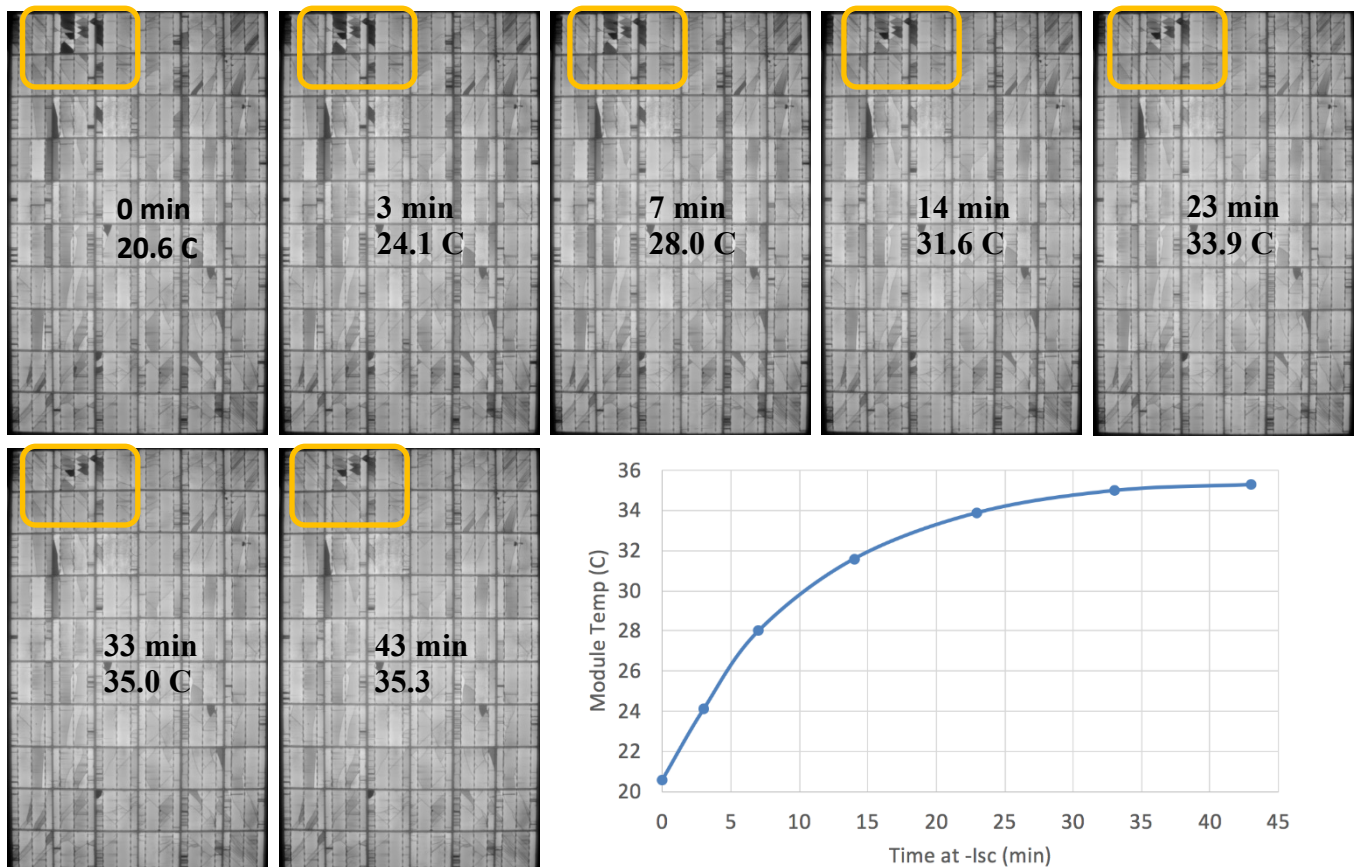 0 min
20.6 C
3 min
24.1 C
7 min
28.0 C
14 min
31.6 C
23 min
33.9 C
33 min
35.0 C
43 min
35.3
36
34
32
30
28
26
24
22
20
Module Temp (C)
0 5 10 15 20 25 30 35 40 45
Time at -Isc (min)